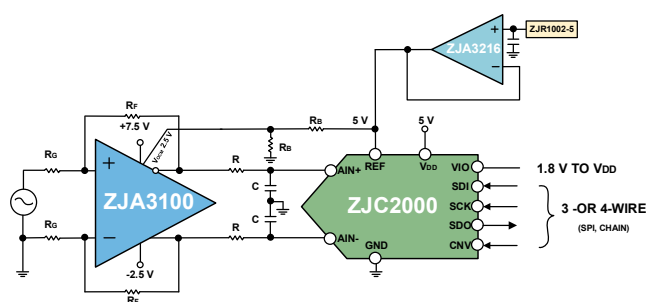 ZJR1002-5
+
ZJA3216
−
RF
+7.5 V
VOCM 2.5 V
RB
5 V
5 V
RB
RG
+
R
AIN+
REF
VDD
VIO
1.8 V TO VDD
SDI
C
ZJA3100
ZJC2000
SCK
3 -OR 4-WIRE
C
SDO
(SPI, CHAIN)
RG
−
R
AIN-
GND
CNV
-2.5 V
RF